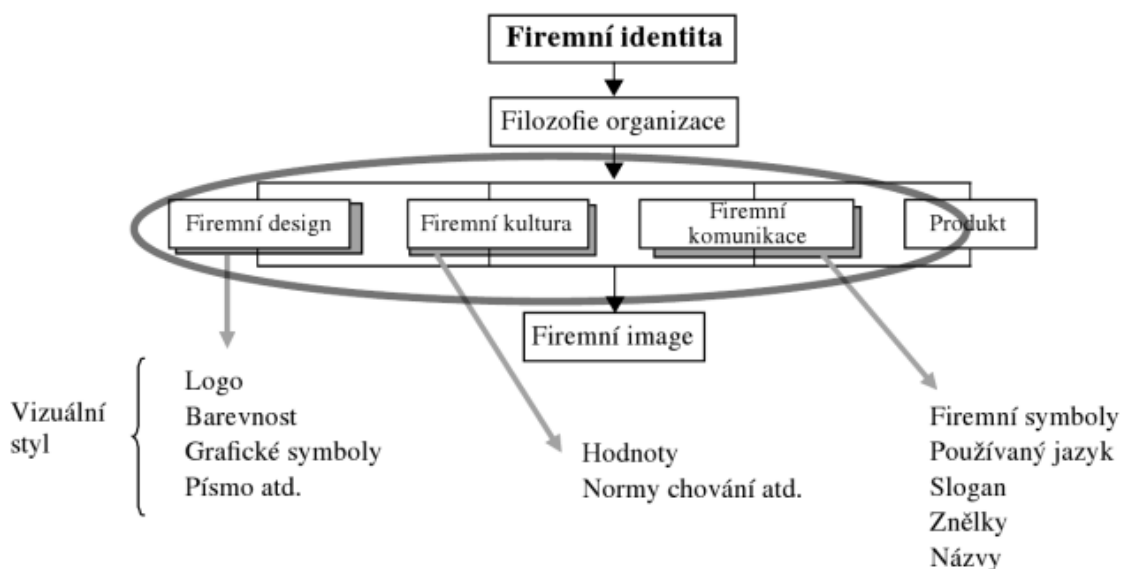 Firemní identita
Filozofie organizace
Firemní design
Firemní kultura
Firemní
komunikace
Produkt
Firemní image
Vizuální
styl
Logo
Barevnost
Grafické symboly
Písmo atd.
Hodnoty
Normy chování atd.
Firemní symboly
Používaný jazyk
Slogan
Znělky
Názvy